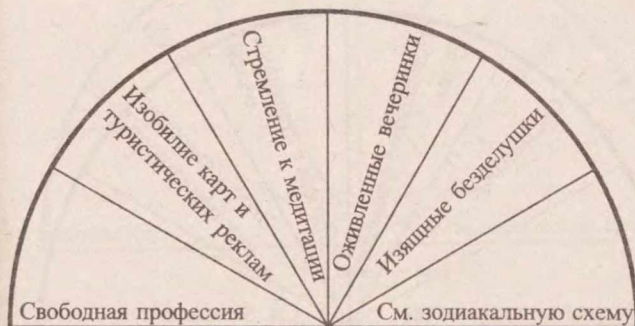 Свободная профессия
Изобилие карт и
туристических реклам
Стремление к медитации
Оживленные вечеринки
Изящные безделушки
См. зодиакальную схему